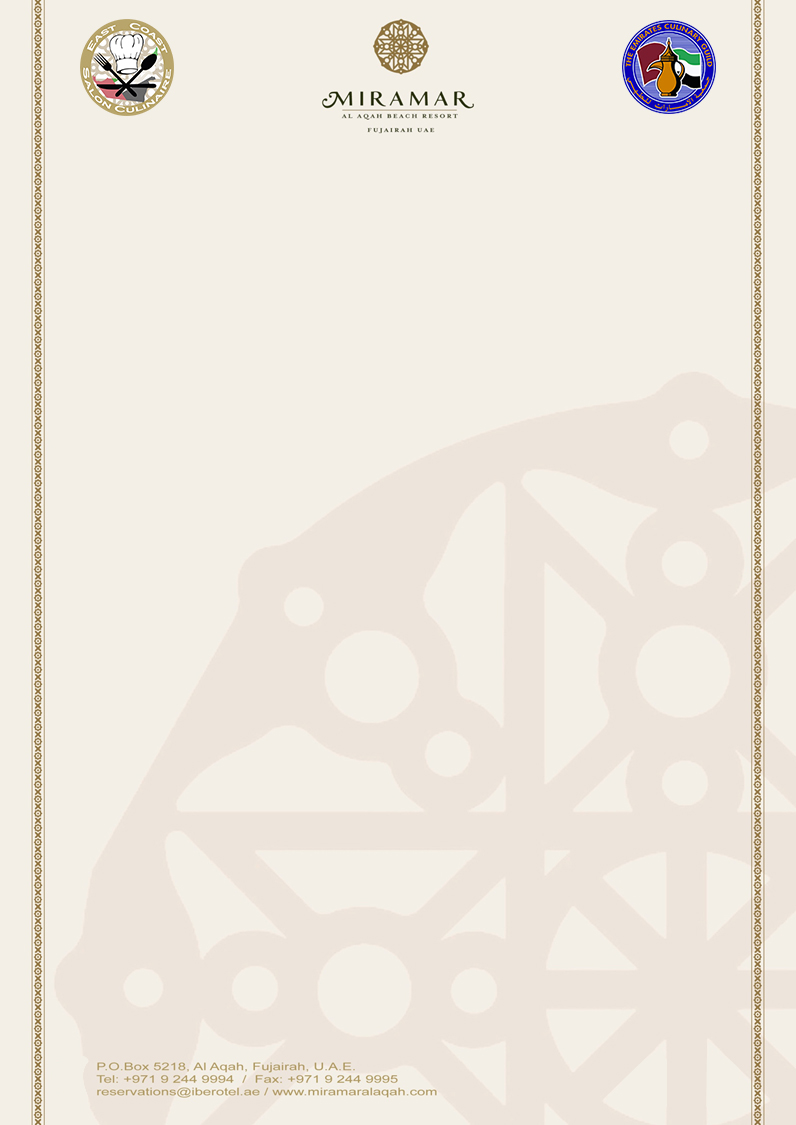 EAST COAST
SALON CULINAIRE
MIRAMAR
AL AQAH BEACH RESORT
FUJAIRAH UAE
THE EMIRATES CULINARY GUILD
P.O.Box 5218, Al Aqah, Fujairah, U.A.E.
Tel: +971 9 244 9994 / Fax: +971 9 244 9995
reservations@iberotel.ae / www.miramaralaqah.com